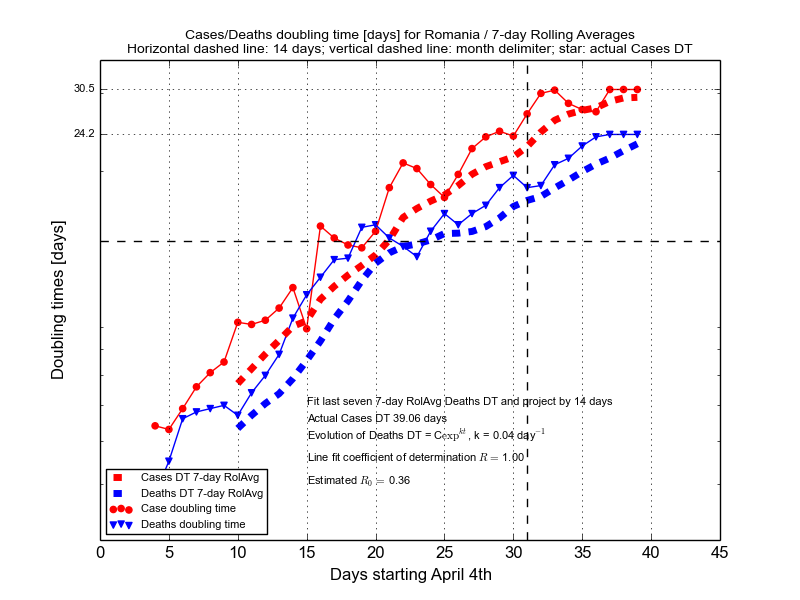 Cases/Deaths doubling time [days] for Romania / 7-day Rolling Averages
Horizontal dashed line: 14 days; vertical dashed line: month delimiter; star: actual Cases DT
30.5
24.2
Doubling times [days]
Fit last seven 7-day RolAvg Deaths DT and project by 14 days
Actual Cases DT 39.06 days
Evolution of Deaths DT = Cexp^{kt}, k = 0.04 day^{-1}
Line fit coefficient of determination R = 1.00
Estimated R_0 = 0.36
Cases DT 7-day RolAvg
Deaths DT 7-day RolAvg
Case doubling time
Deaths doubling time
0 5 10 15 20 25 30 35 40 45
Days starting April 4th